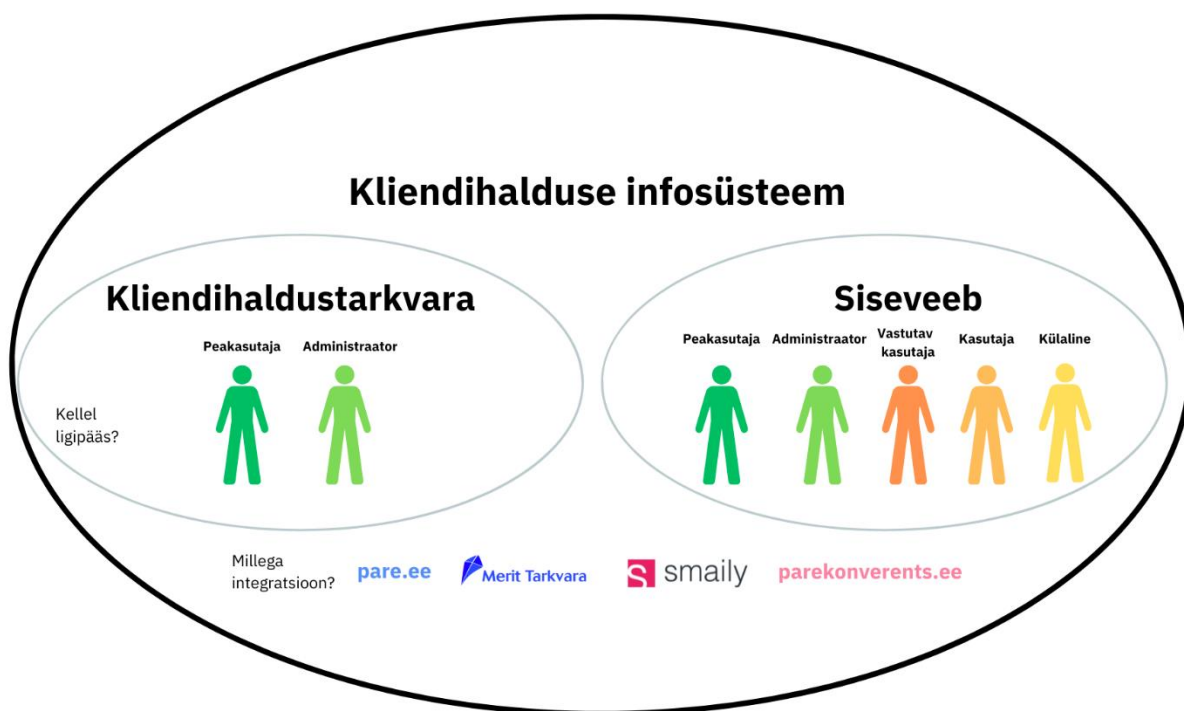 Kliendihalduse infosüsteem
Kliendihaldustarkvara
Peakasutaja
Administraator
Kellel
ligipääs?
Siseveeb
Peakasutaja
Administraator
Vastutav
kasutaja
Kasutaja
Külaline
Millega
integratsioon?
pare.ee
Merit Tarkvara
smaily
parekonverents.ee